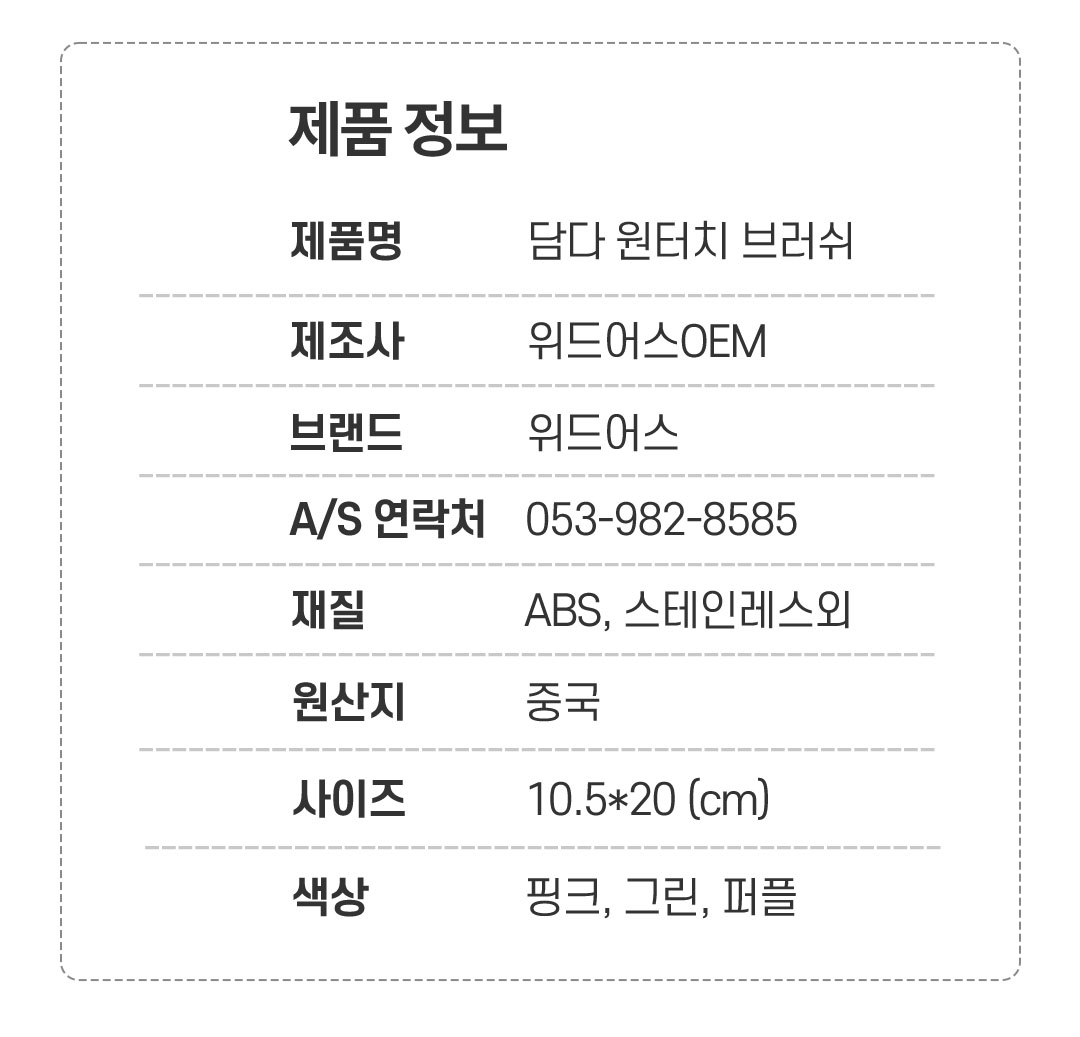 제품 정보
제품명 담다 원터치 브러쉬
제조사 위드어스OEM
브랜드 위드어스
A/S 연락처 053-982-8585
재질 ABS, 스테인레스외
원산지 중국
사이즈 10.5*20 (cm)
색상 핑크, 그린, 퍼플